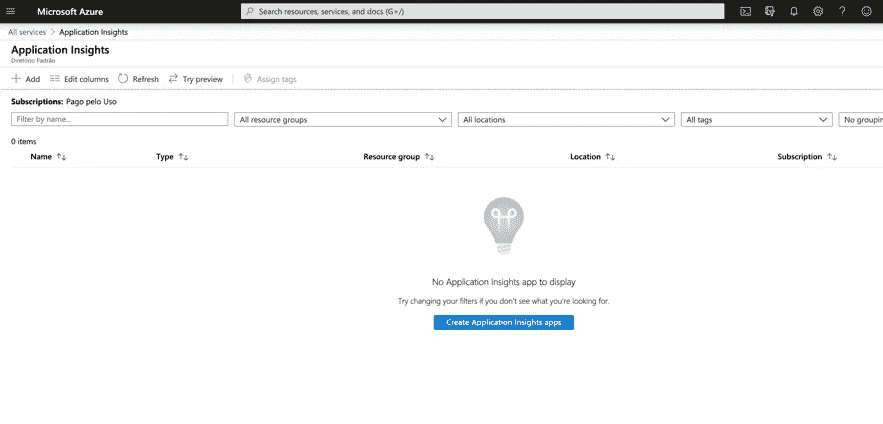 Microsoft Azure
Search resources, services, and docs (G+/)
All services > Application Insights
Application Insights
Diretório Padrão
Add Edit columns Refresh Try preview Assign tags
Subscriptions: Pago pelo Uso
Filter by name... All resource groups All locations All tags No groupin
0 items
Name Type Resource group Location Subscription
No Application Insights app to display
Try changing your filters if you don't see what you're looking for.
Create Application Insights apps